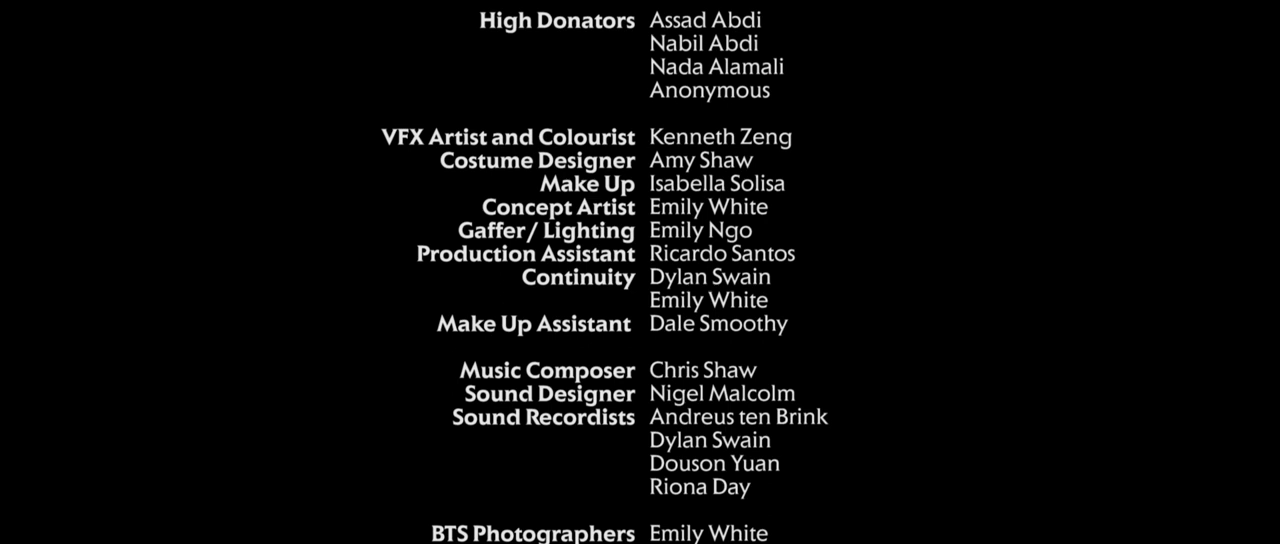 High Donators Assad Abdi
Nabil Abdi
Nada Alamali
Anonymous
VFX Artist and Colourist Kenneth Zeng
Costume Designer Amy Shaw
Make Up Isabella Solisa
Concept Artist Emily White
Gaffer/ Lighting Emily Ngo
Production Assistant Ricardo Santos
Continuity Dylan Swain
Emily White
Make Up Assistant Dale Smoothy
Music Composer Chris Shaw
Sound Designer Nigel Malcolm
Sound Recordists Andreus ten Brink
Dylan Swain
Douson Yuan
Riona Day
BTS Photographers Emily White